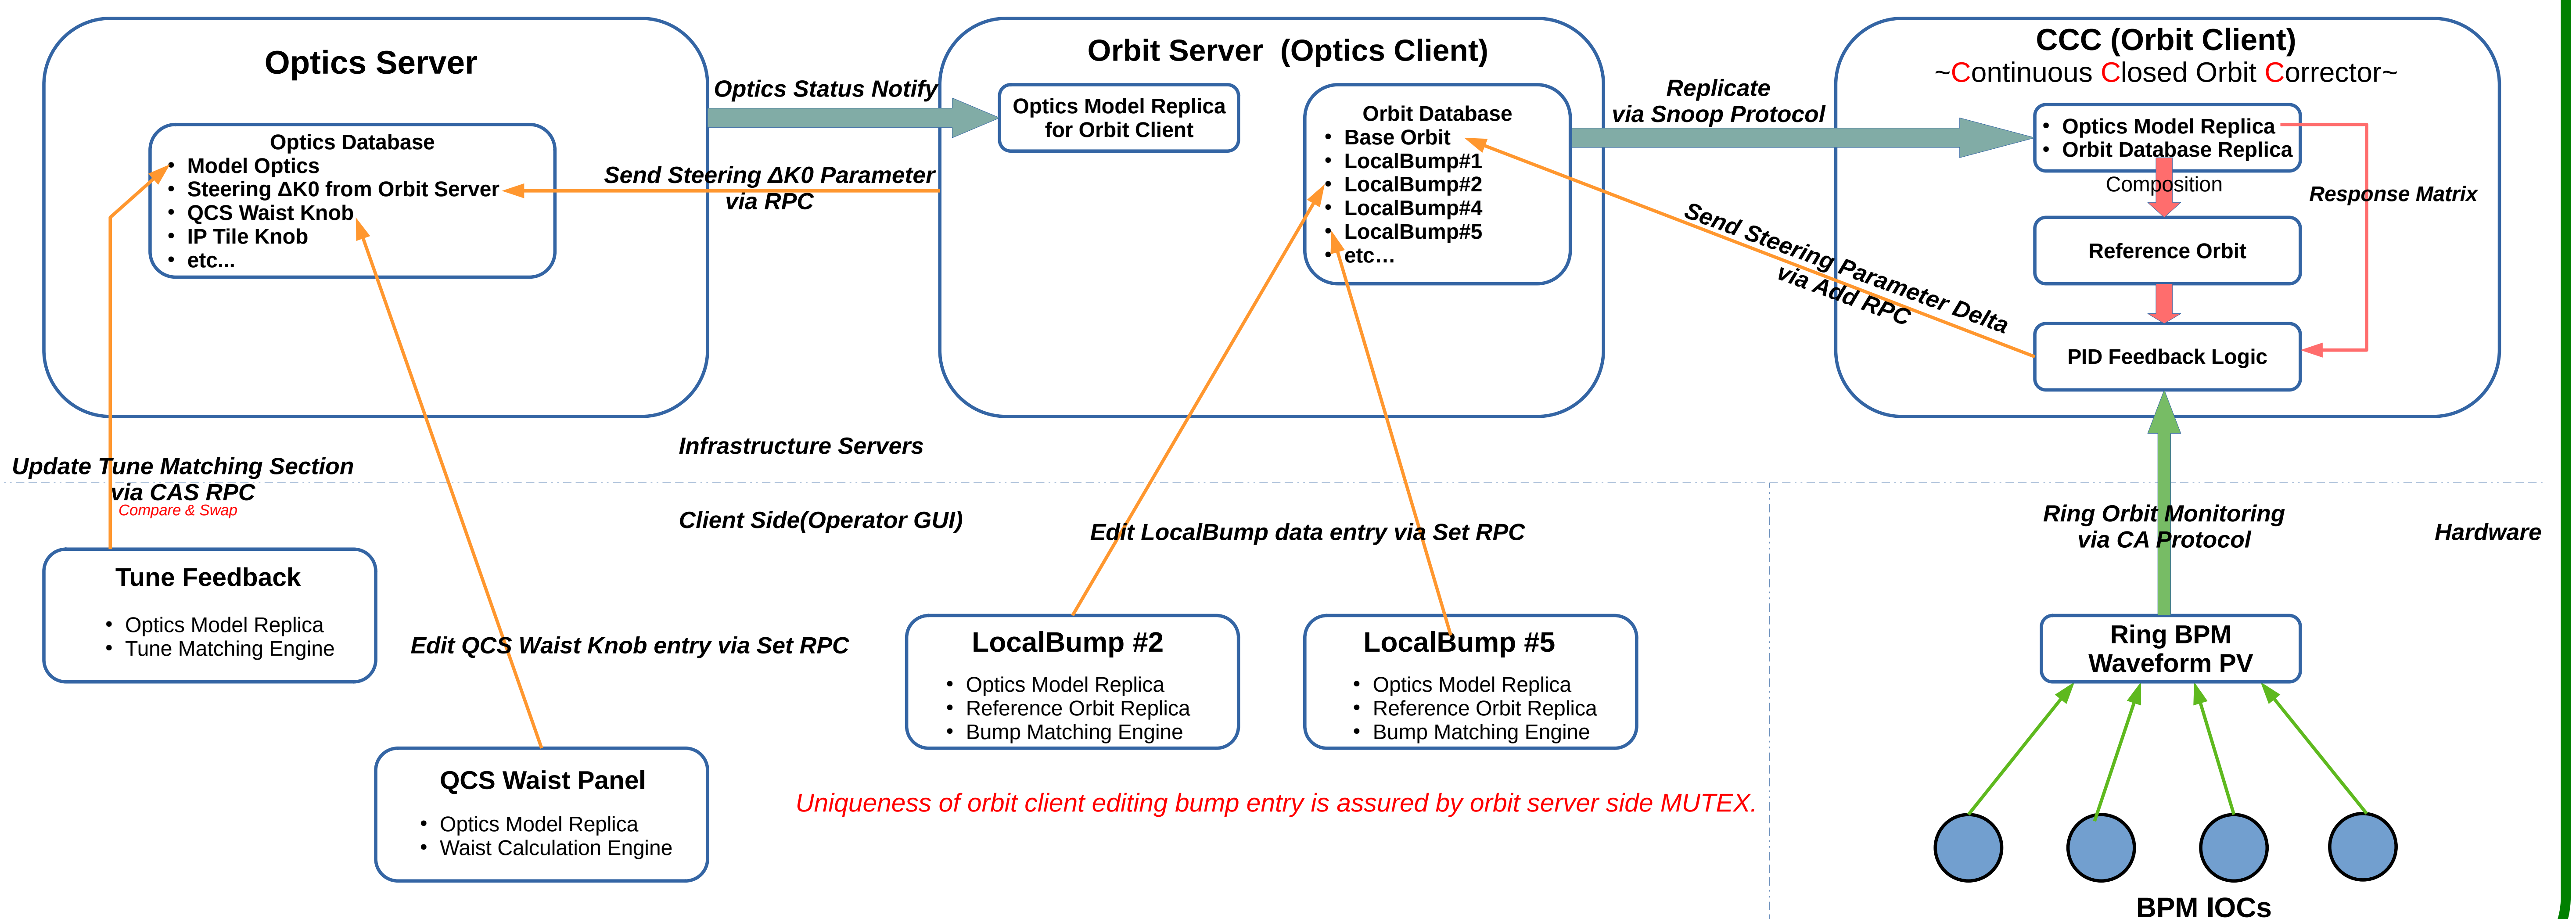 Optics Server
Optics Database
• Model Optics
• Steering ΔK0 from Orbit Server
• QCS Waist Knob
• IP Tile Knob
• etc...
Optics Status Notify
Send Steering ΔK0 Parameter
via RPC
Orbit Server (Optics Client)
Optics Model Replica
for Orbit Client
Orbit Database
• Base Orbit
• LocalBump#1
• LocalBump#2
• LocalBump#4
• LocalBump#5
• etc…
Replicate
via Snoop Protocol
Send Steering Parameter Delta
via Add RPC
CCC (Orbit Client)
~Continuous Closed Orbit Corrector~
• Optics Model Replica
• Orbit Database Replica
Composition
Response Matrix
Reference Orbit
PID Feedback Logic
Infrastructure Servers
Update Tune Matching Section
via CAS RPC
Compare & Swap
Client Side(Operator GUI)
Edit LocalBump data entry via Set RPC
Ring Orbit Monitoring
via CA Protocol
Hardware
Tune Feedback
• Optics Model Replica
• Tune Matching Engine
Edit QCS Waist Knob entry via Set RPC
LocalBump #2
• Optics Model Replica
• Reference Orbit Replica
• Bump Matching Engine
LocalBump #5
• Optics Model Replica
• Reference Orbit Replica
• Bump Matching Engine
Ring BPM
Waveform PV
QCS Waist Panel
• Optics Model Replica
• Waist Calculation Engine
Uniqueness of orbit client editing bump entry is assured by orbit server side MUTEX.
BPM IOCs